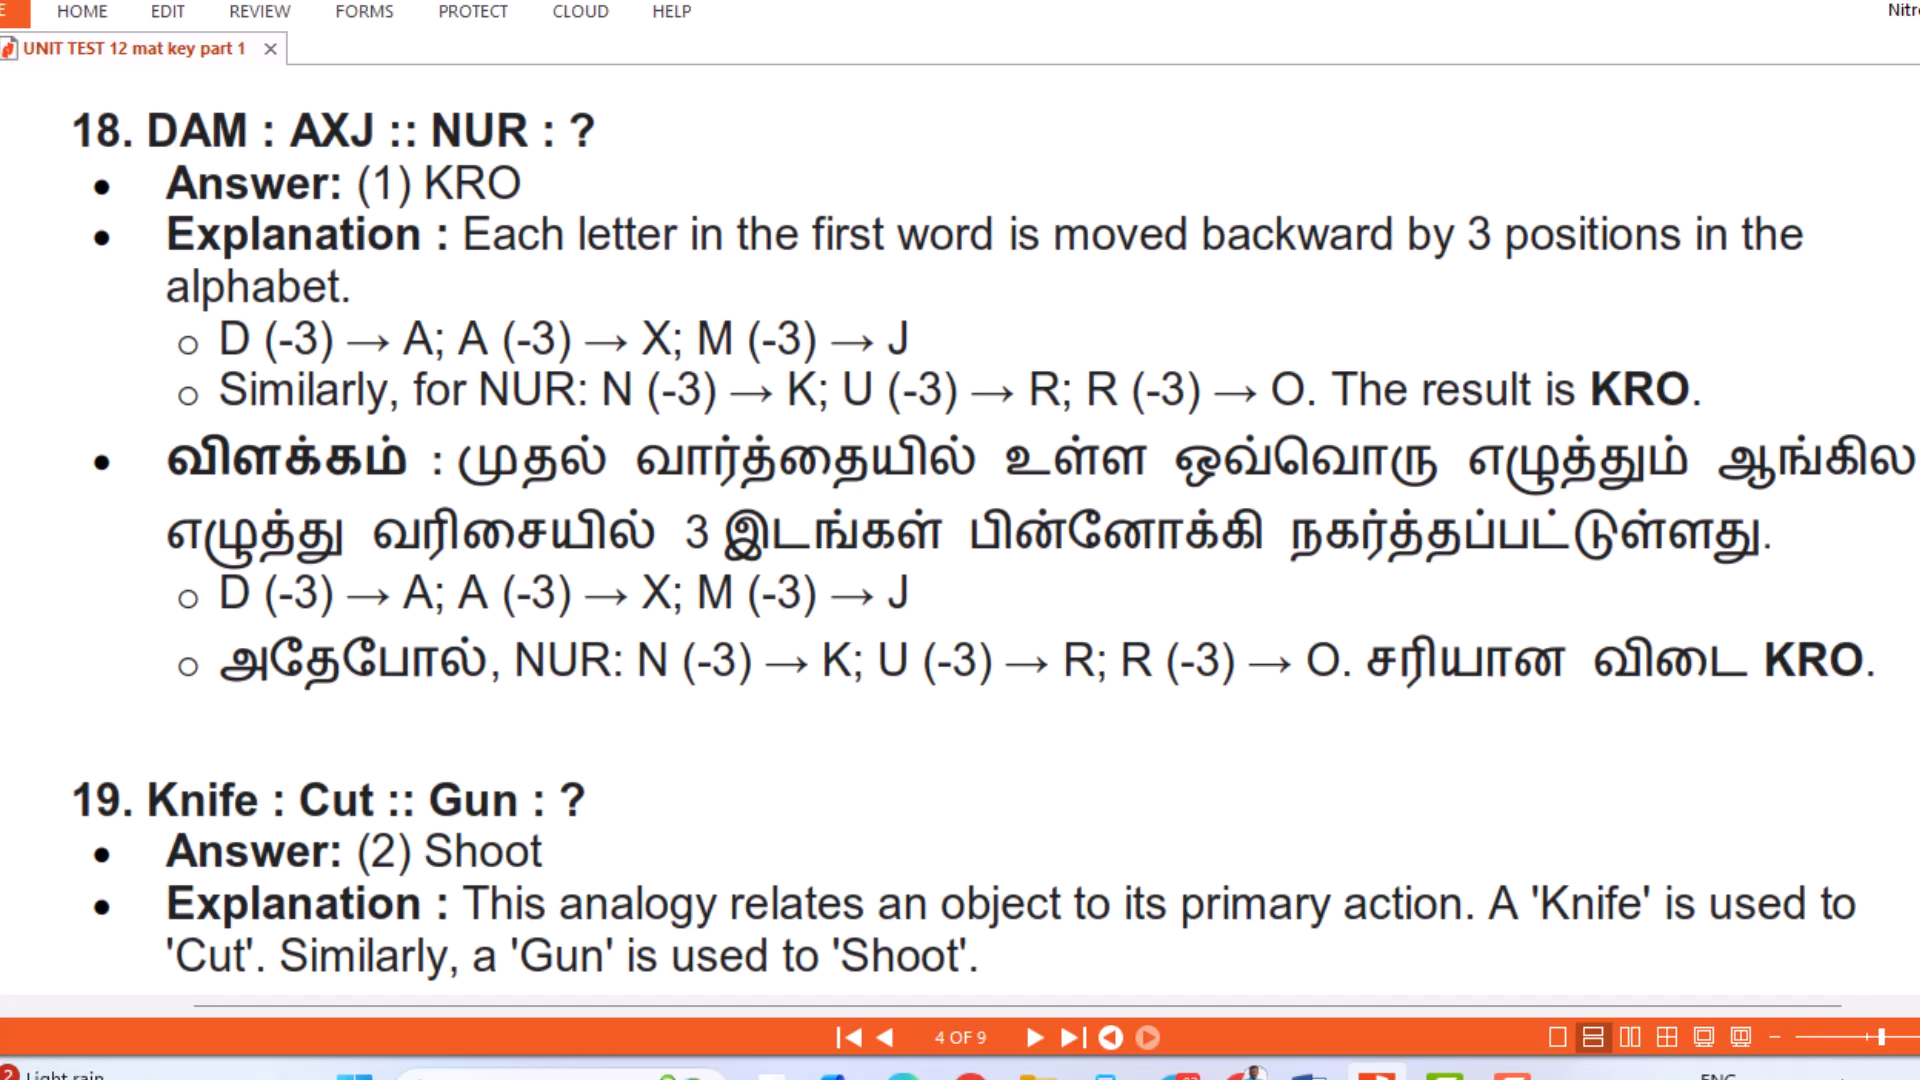 HOME EDIT REVIEW FORMS PROTECT CLOUD HELP
UNIT TEST 12 mat key part 1
18. DAM : AXJ :: NUR : ?
• Answer: (1) KRO
• Explanation : Each letter in the first word is moved backward by 3 positions in the
alphabet.
o D (-3) → A; A (-3) → X; M (-3) → J
o Similarly, for NUR: N (-3) → K; U (-3) → R; R (-3) → O. The result is KRO.
• விளக்கம் : முதல் வார்த்தையில் உள்ள ஒவ்வொரு எழுத்தும் ஆங்கில
எழுத்து வரிசையில் 3 இடங்கள் பின்னோக்கி நகர்த்தப்பட்டுள்ளது.
o D (-3) → A; A (-3) → X; M (-3) → J
o அதேபோல், NUR: N (-3) → K; U (-3) → R; R (-3) → O. சரியான விடை KRO.
19. Knife : Cut :: Gun : ?
• Answer: (2) Shoot
• Explanation : This analogy relates an object to its primary action. A 'Knife' is used to
'Cut'. Similarly, a 'Gun' is used to 'Shoot'.
4 OF 9
2 Light rain